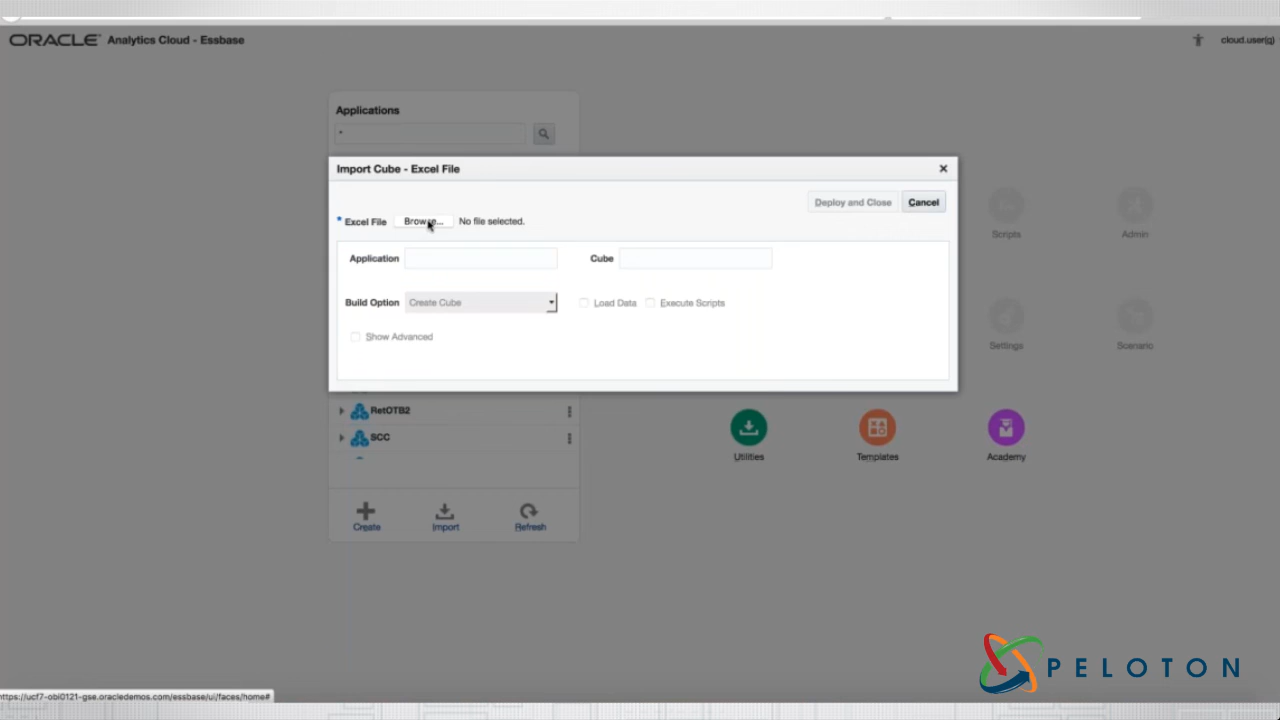 ORACLE® Analytics Cloud - Essbase
cloud.user(g)
Applications
*
Import Cube - Excel File
Deploy and Close
Cancel
* Excel File
Browse...
No file selected.
Application
Cube
Build Option
Create Cube
Load Data
Execute Scripts
Show Advanced
Scripts
Admin
Settings
Scenario
RetOTB2
SCC
Utilities
Templates
Academy
Create
Import
Refresh
PELOTON
https://ucf7-obi0121-gse.oracledemos.com/essbase/ui/faces/home#